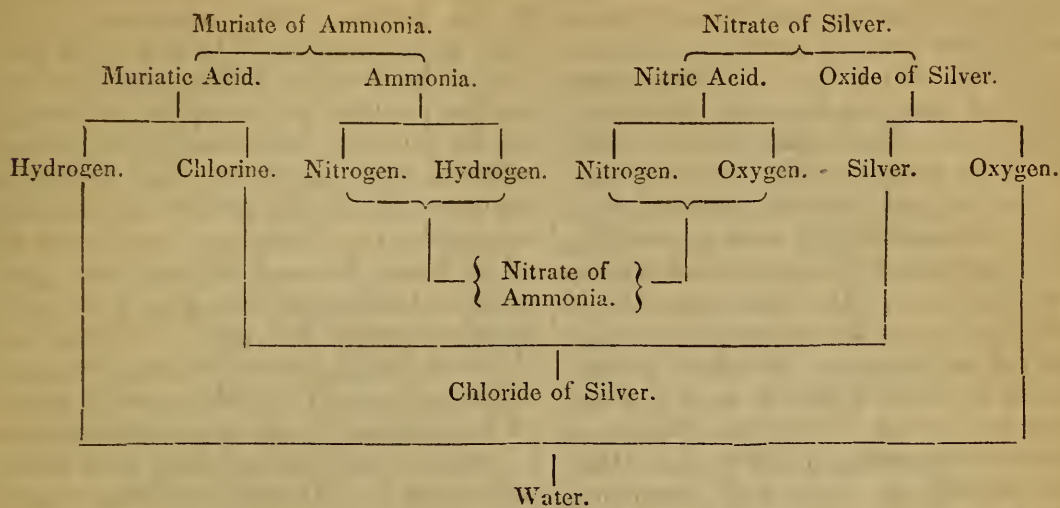 Muriate of Ammonia. Nitrate of Silver.
Muriatic Acid. Ammonia. Nitric Acid. Oxide of Silver.
Hydrogen. Chlorine. Nitrogen. Hydrogen. Nitrogen. Oxygen. Silver. Oxygen.
Nitrate of
Ammonia.
Chloride of Silver.
Water.